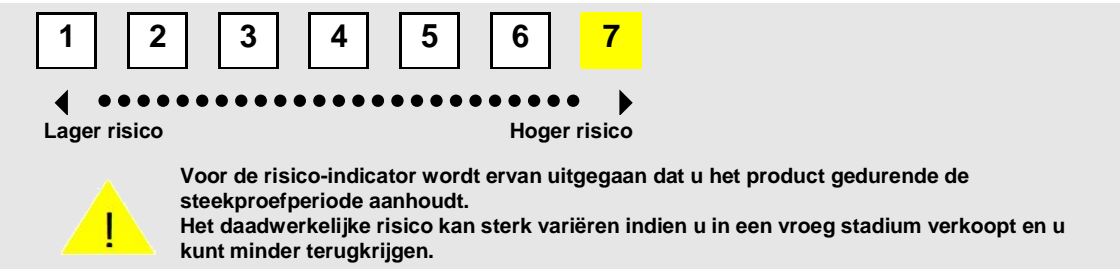 1 2 3 4 5 6 7
Lager risico Hoger risico
Voor de risico-indicator wordt ervan uitgegaan dat u het product gedurende de
steekproefperiode aanhoudt.
Het daadwerkelijke risico kan sterk variëren indien u in een vroeg stadium verkoopt en u
kunt minder terugkrijgen.
!